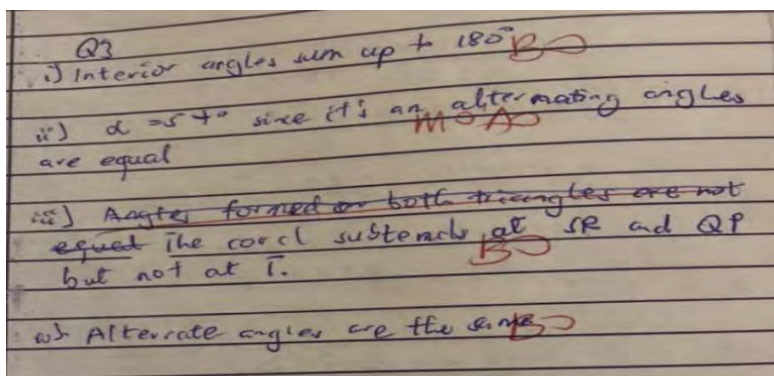 Q3
i) Interior angles sum up to 180° B0
ii) α = 57° since it's an alternating angles M0 A0
are equal
iii) Angles formed on both triangles are not
equal The cord subtends at SR and QP B0
but not at T.
iv) Alternate angles are the same B0